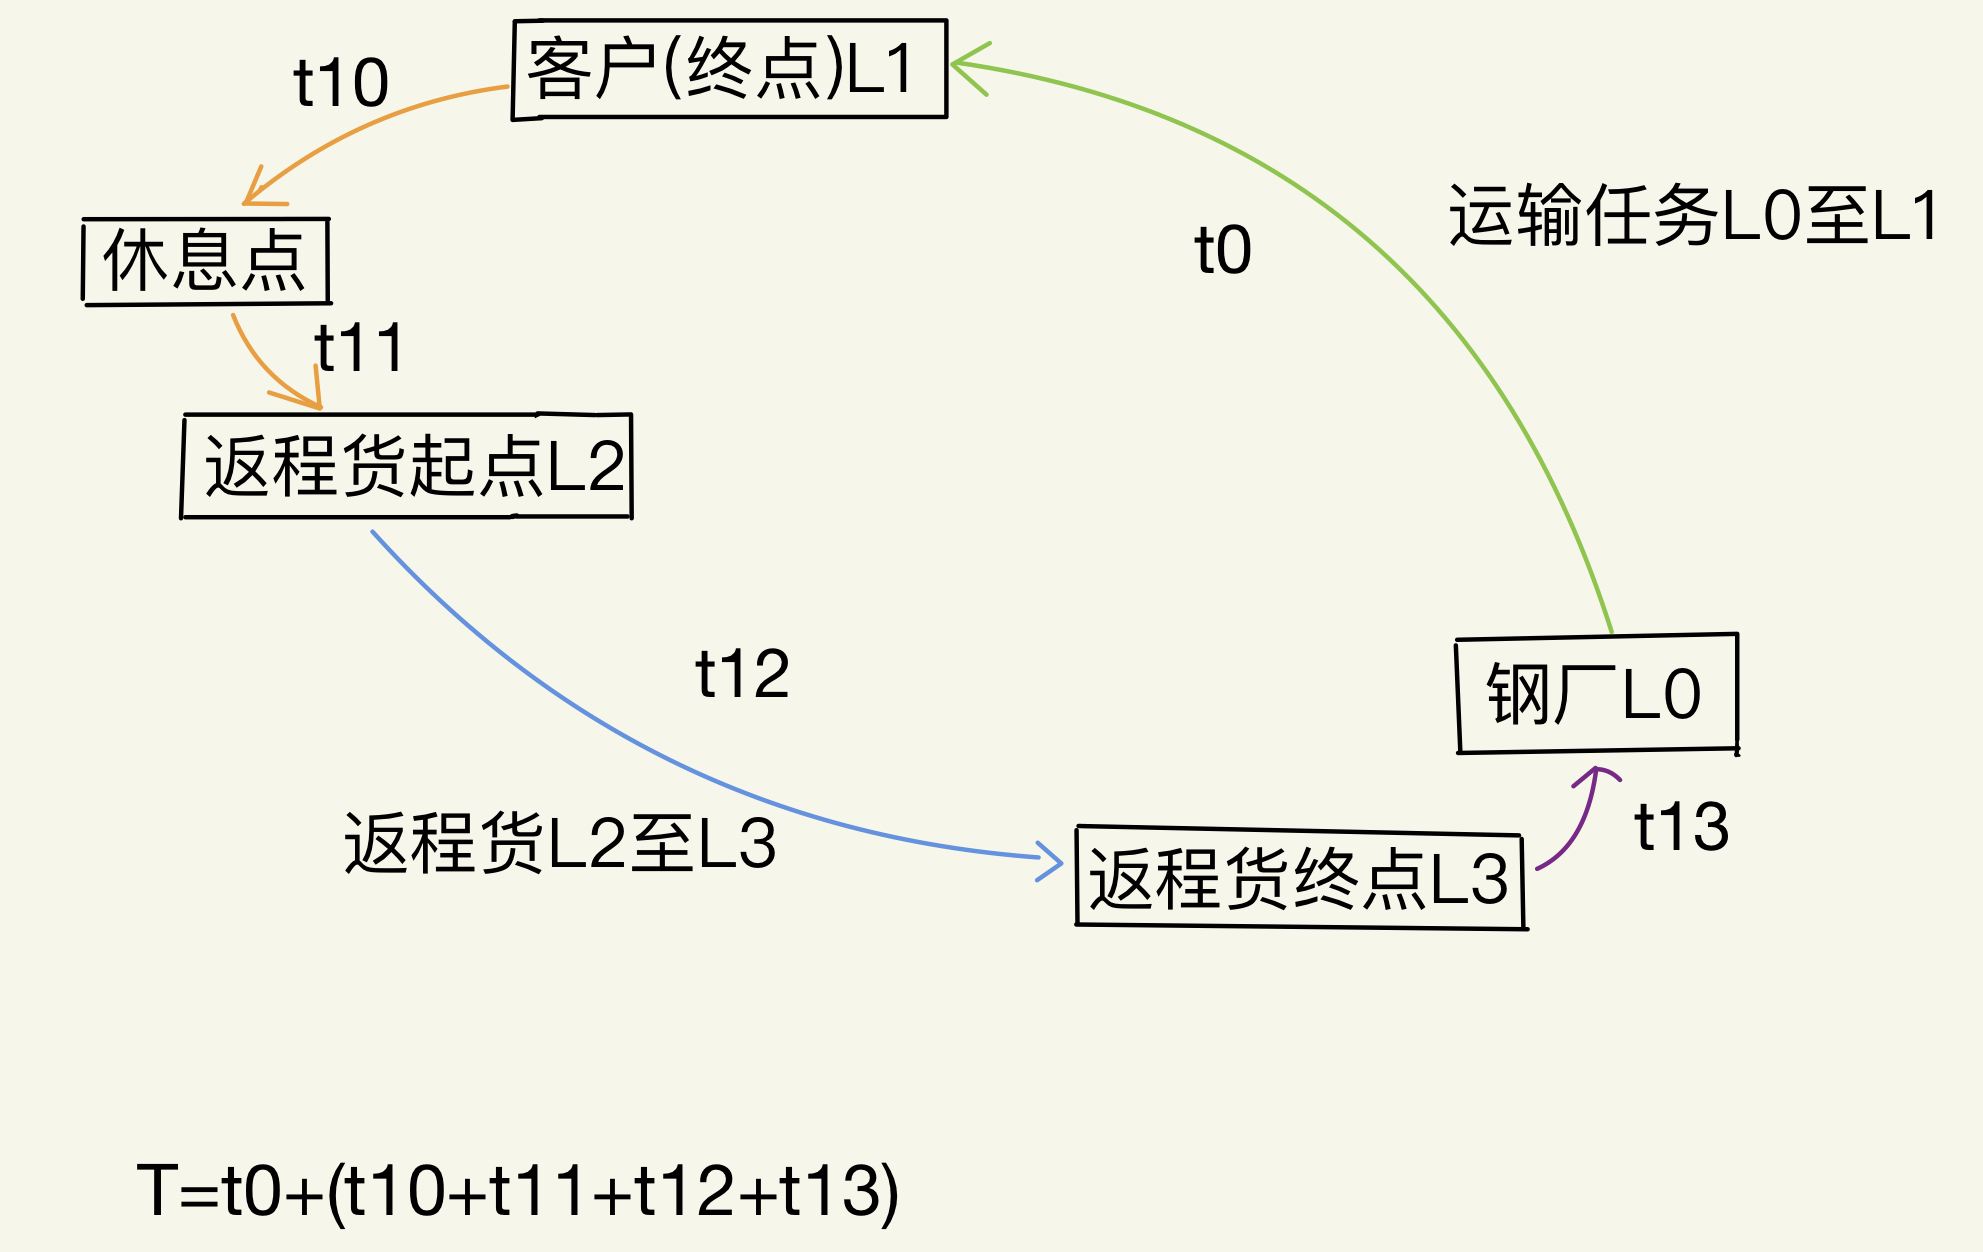 客户(终点)L1
t10
运输任务L0至L1
t0
休息点
t11
返程货起点L2
t12
钢厂L0
t13
返程货L2至L3
返程货终点L3
T=t0+(t10+t11+t12+t13)